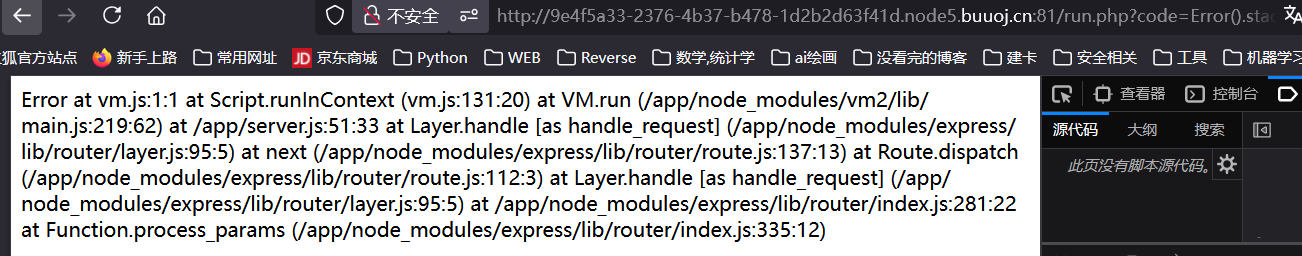 不安全
http://9e4f5a33-2376-4b37-b478-1d2b2d63f41d.node5.buuoj.cn:81/run.php?code=Error().stac
狐官方站点 新手上路 常用网址 JD 京东商城 Python WEB Reverse 数学,统计学 ai绘画 没看完的博客 建卡 安全相关 工具 机器学习
Error at vm.js:1:1 at Script.runInContext (vm.js:131:20) at VM.run (/app/node_modules/vm2/lib/
main.js:219:62) at /app/server.js:51:33 at Layer.handle [as handle_request] (/app/node_modules/express/
lib/router/layer.js:95:5) at next (/app/node_modules/express/lib/router/route.js:137:13) at Route.dispatch
(/app/node_modules/express/lib/router/route.js:112:3) at Layer.handle [as handle_request] (/app/
node_modules/express/lib/router/layer.js:95:5) at /app/node_modules/express/lib/router/index.js:281:22
at Function.process_params (/app/node_modules/express/lib/router/index.js:335:12)
查看器 控制台
源代码 大纲 搜索
此页没有脚本源代码。